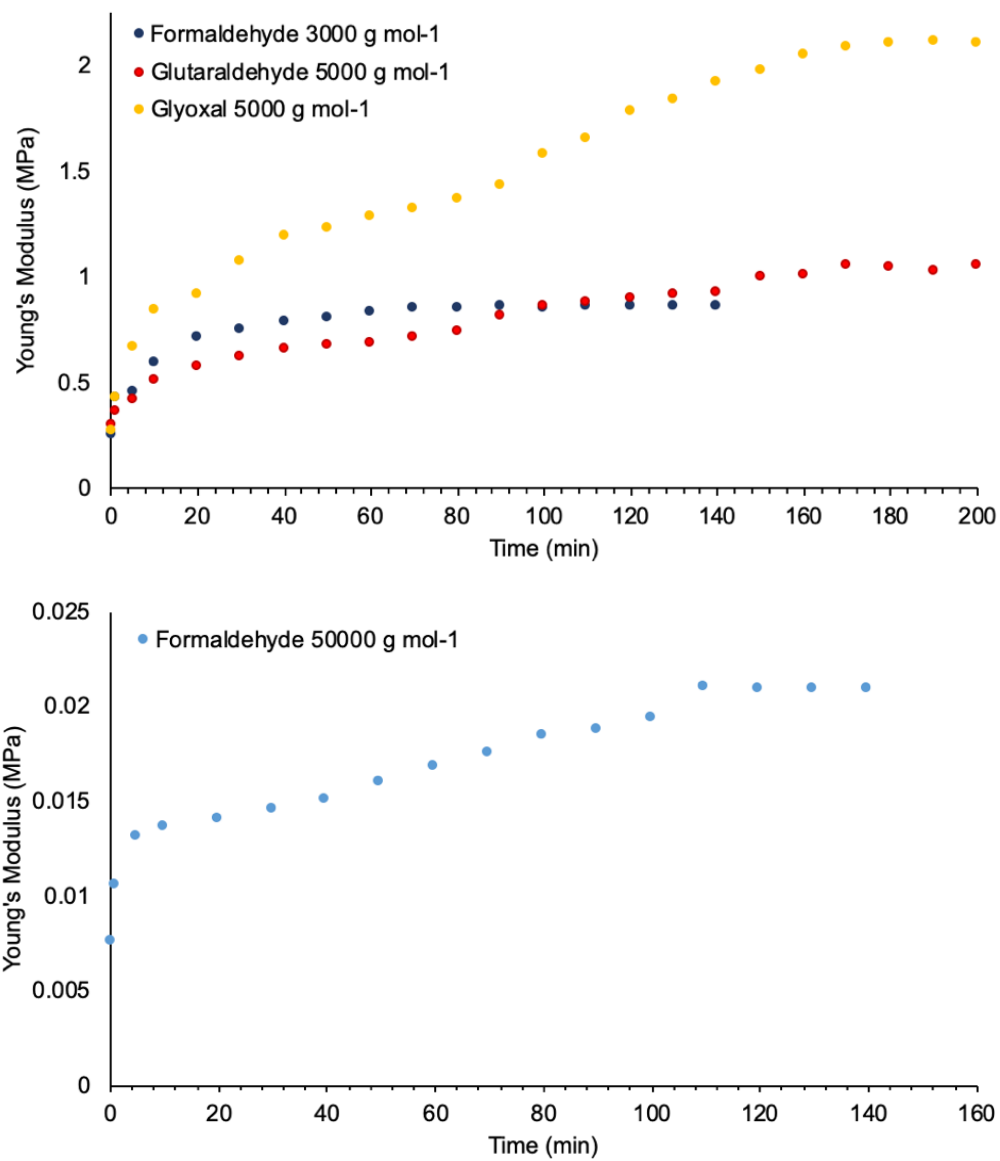 Formaldehyde 3000 g mol-1
Glutaraldehyde 5000 g mol-1
Glyoxal 5000 g mol-1
Young's Modulus (MPa)
2
1.5
1
0.5
0
0 20 40 60 80 100 120 140 160 180 200
Time (min)
Formaldehyde 50000 g mol-1
Young's Modulus (MPa)
0.025
0.02
0.015
0.01
0.005
0
0 20 40 60 80 100 120 140 160
Time (min)